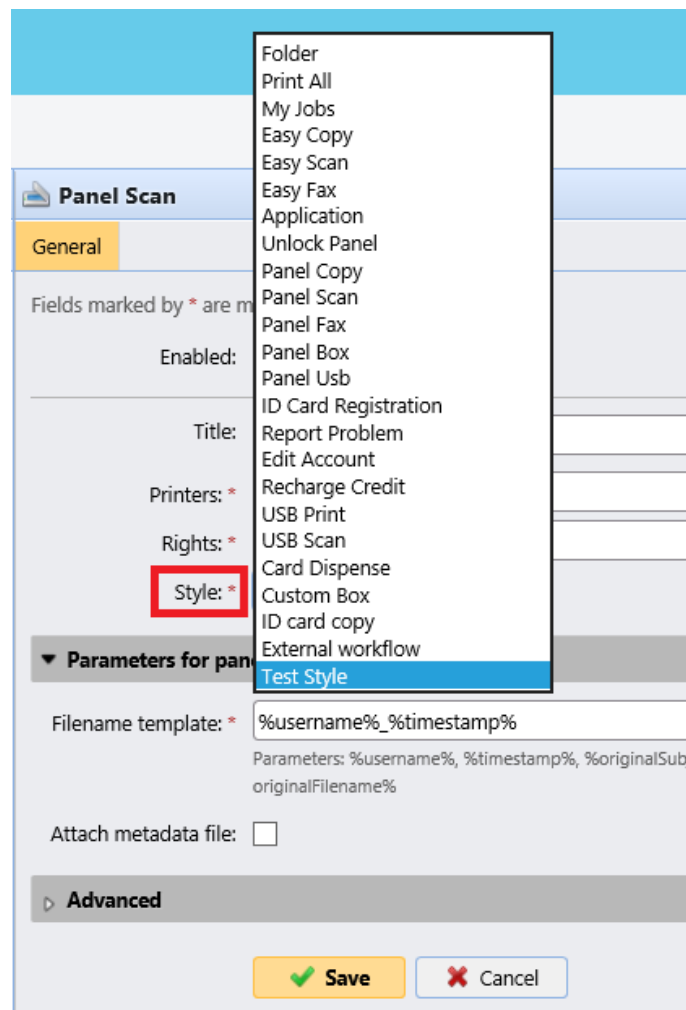 Folder
Print All
My Jobs
Easy Copy
Easy Scan
Easy Fax
Application
Unlock Panel
Panel Copy
Panel Scan
Panel Fax
Panel Box
Panel Usb
ID Card Registration
Report Problem
Edit Account
Recharge Credit
USB Print
USB Scan
Card Dispense
Custom Box
ID card copy
External workflow
Test Style
Panel Scan
General
Fields marked by * are m
Enabled:
Title:
Printers: *
Rights: *
Style: *
Parameters for pan
Filename template: * %username%_%timestamp%
Parameters: %username%, %timestamp%, %originalSub
originalFilename%
Attach metadata file:
Advanced
Save Cancel